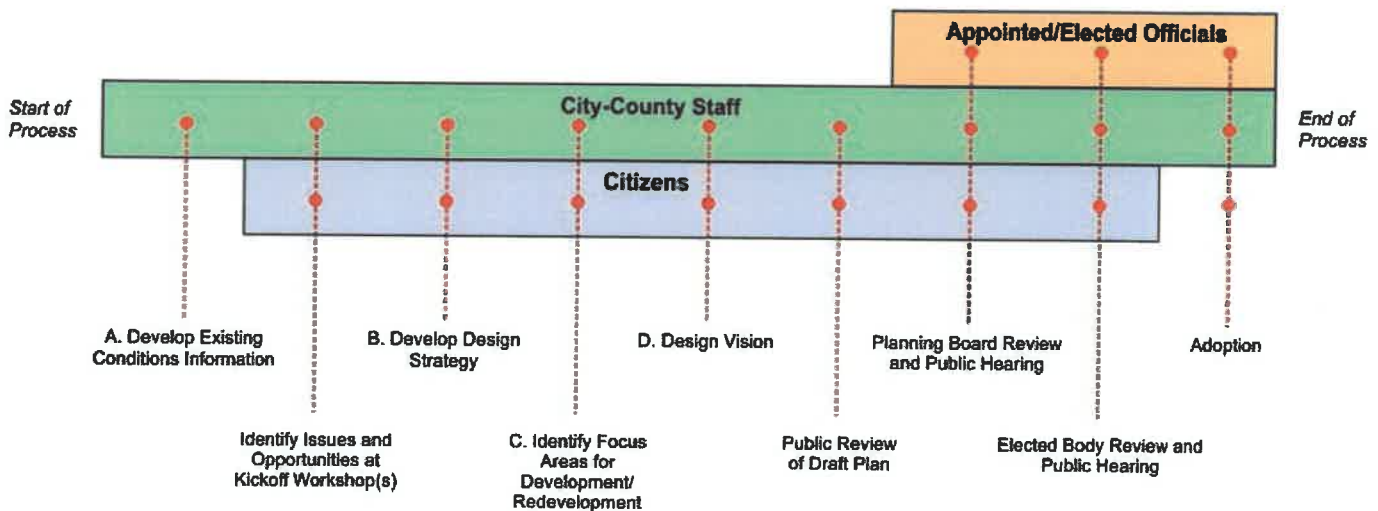 Appointed/Elected Officials
Start of
Process
City-County Staff
End of
Process
Citizens
A. Develop Existing
Conditions Information
B. Develop Design
Strategy
D. Design Vision
Planning Board Review
and Public Hearing
Adoption
Identify Issues and
Opportunities at
Kickoff Workshop(s)
C. Identify Focus
Areas for
Development/
Redevelopment
Public Review
of Draft Plan
Elected Body Review and
Public Hearing